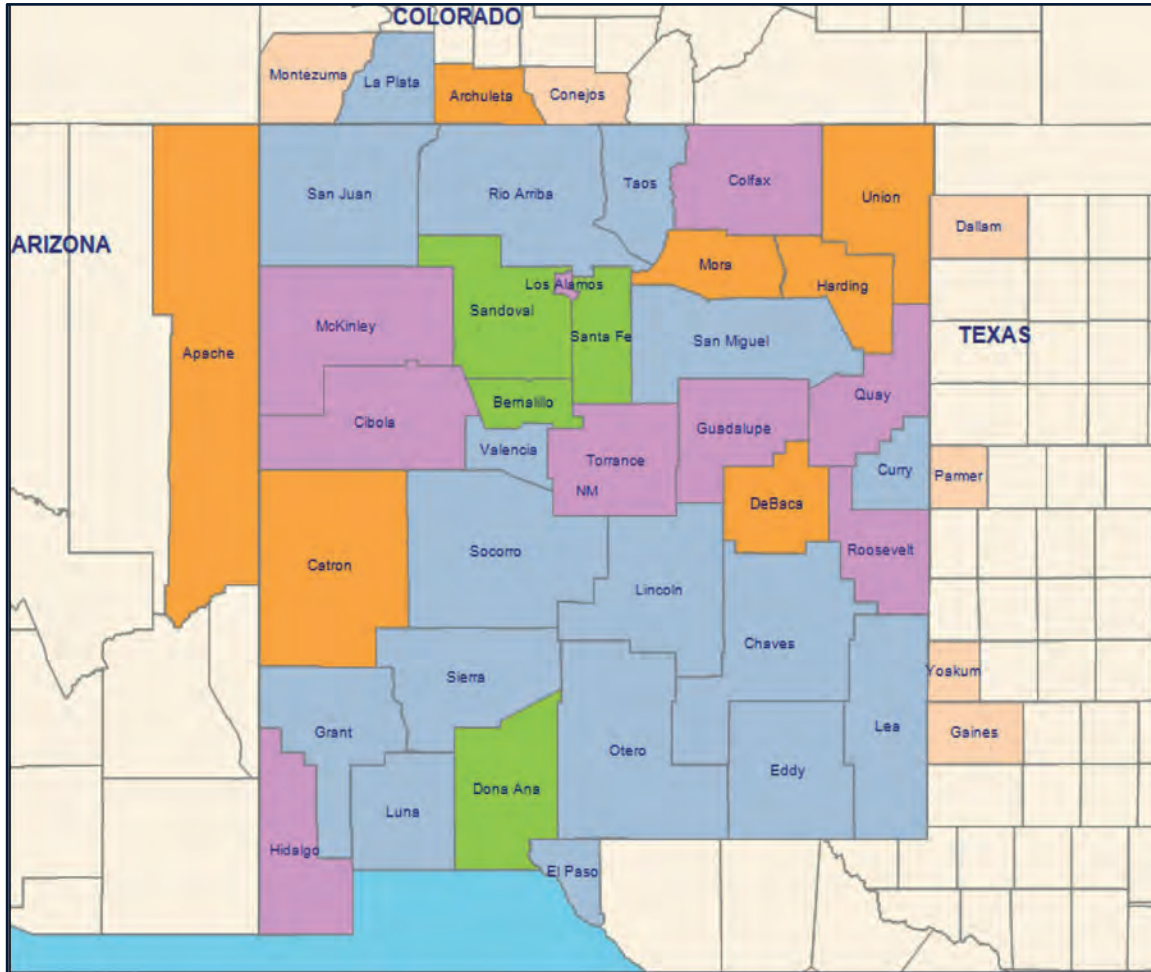 COLORADO
Montezuma
La Plata
Archuleta
Conejos
San Juan
Rio Arriba
Taos
Colfax
Union
Dallam
ARIZONA
Mora
Harding
Los Alamos
Sandoval
Santa Fe
McKinley
San Miguel
TEXAS
Apache
Quay
Bernalillo
Cibola
Guadalupe
Valencia
Torrance
Curry
Parmer
NM
DeBaca
Socorro
Roosevelt
Catron
Lincoln
Chaves
Sierra
Yoskum
Grant
Lea
Gaines
Otero
Eddy
Dona Ana
Luna
Hidalgo
El Paso